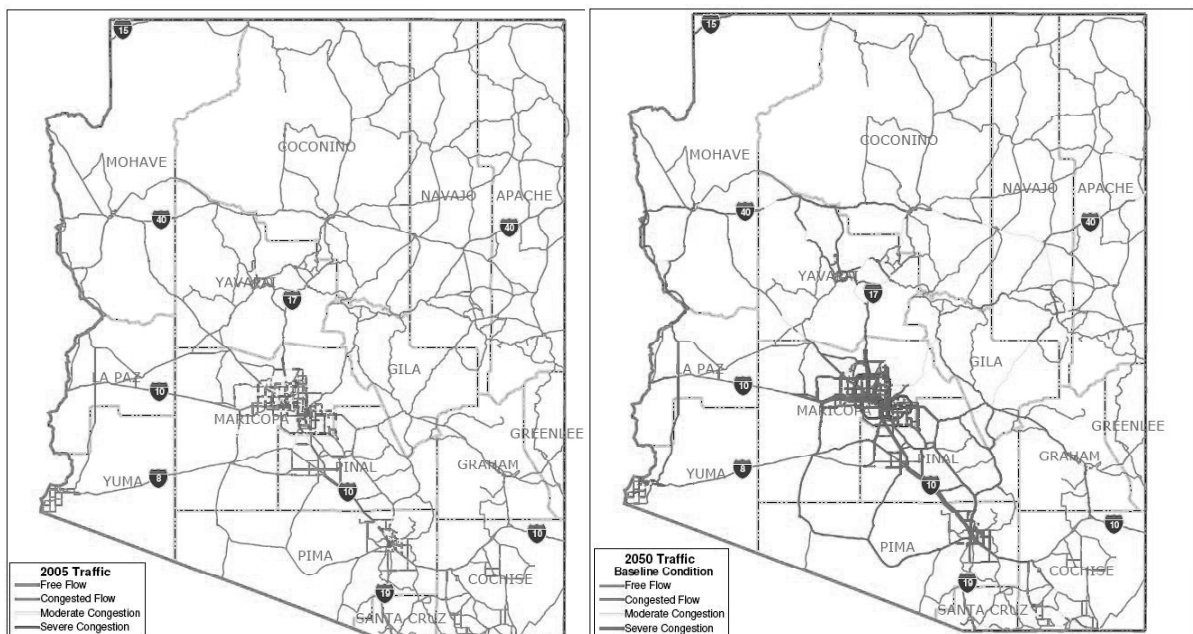 15
COCONINO
MOHAVE
NAVAJO
APACHE
40
40
YAVAPAI
17
GILA
LA PAZ
10
MARICOPA
GREENLEE
PINAL
GRAHAM
YUMA
8
10
10
PIMA
COCHISE
19
SANTA CRUZ
2005 Traffic
Free Flow
Congested Flow
Moderate Congestion
Severe Congestion
15
COCONINO
MOHAVE
NAVAJO
APACHE
40
40
YAVAPAI
17
GILA
LA PAZ
10
MARICOPA
GREENLEE
PINAL
GRAHAM
YUMA
8
10
10
PIMA
COCHISE
19
SANTA CRUZ
2050 Traffic
Baseline Condition
Free Flow
Congested Flow
Moderate Congestion
Severe Congestion